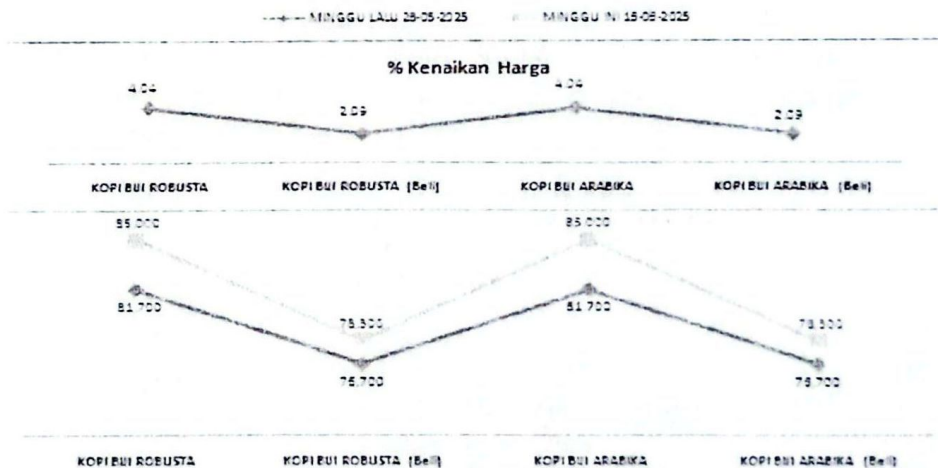 MINGGU LALU 28-05-2025 MINGGU INI
% Kenaikan Harga
4.04 2.09 4.04 2.09
KOPI BIJI ROBUSTA KOPI BIJI ROBUSTA (Beli) KOPI BIJI ARABIKA KOPI BIJI ARABIKA (Beli)
85.000 85.000
81.700 78.300 81.700 78.300
76.700 76.700
KOPI BIJI ROBUSTA KOPI BIJI ROBUSTA (Beli) KOPI BIJI ARABIKA KOPI BIJI ARABIKA (Beli)